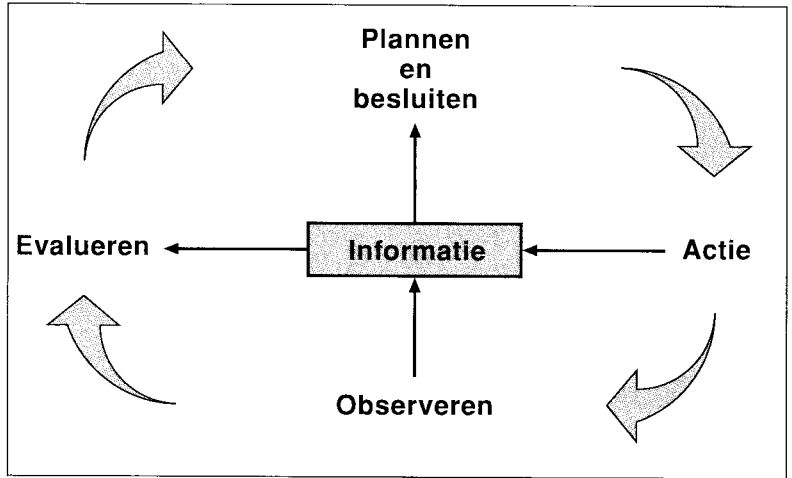 Plannen
en
besluiten
Evalueren
Informatie
Actie
Observeren